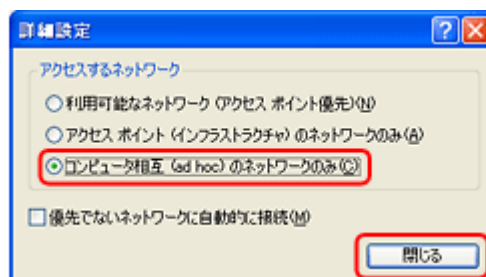 詳細設定
アクセスするネットワーク
利用可能なネットワーク (アクセス ポイント優先)(N)
アクセス ポイント (インフラストラクチャ) のネットワークのみ(A)
コンピュータ相互 (ad hoc) のネットワークのみ(C)
優先でないネットワークに自動的に接続(M)
閉じる